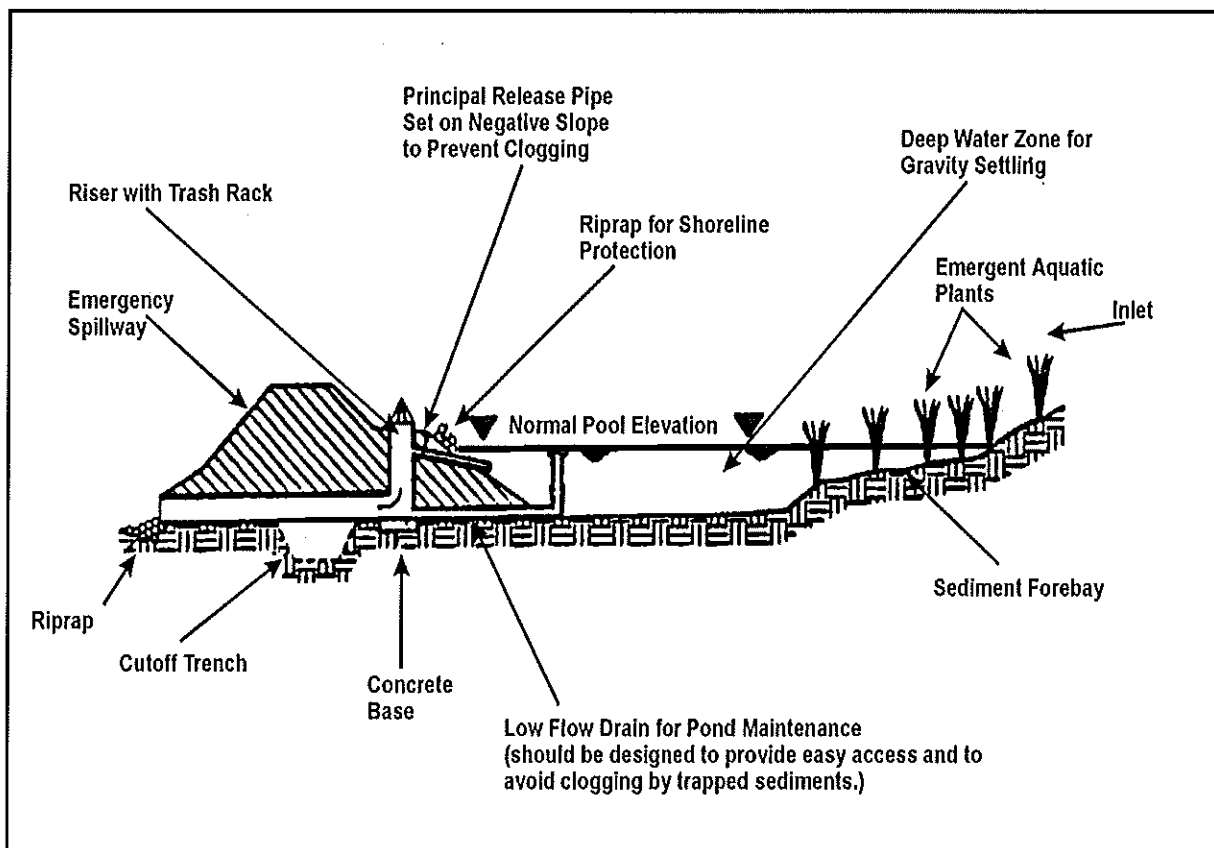 Principal Release Pipe
Set on Negative Slope
to Prevent Clogging
Deep Water Zone for
Gravity Settling
Riser with Trash Rack
Riprap for Shoreline
Protection
Emergent Aquatic
Plants
Inlet
Emergency
Spillway
Normal Pool Elevation
Sediment Forebay
Riprap
Cutoff Trench
Concrete
Base
Low Flow Drain for Pond Maintenance
(should be designed to provide easy access and to
avoid clogging by trapped sediments.)